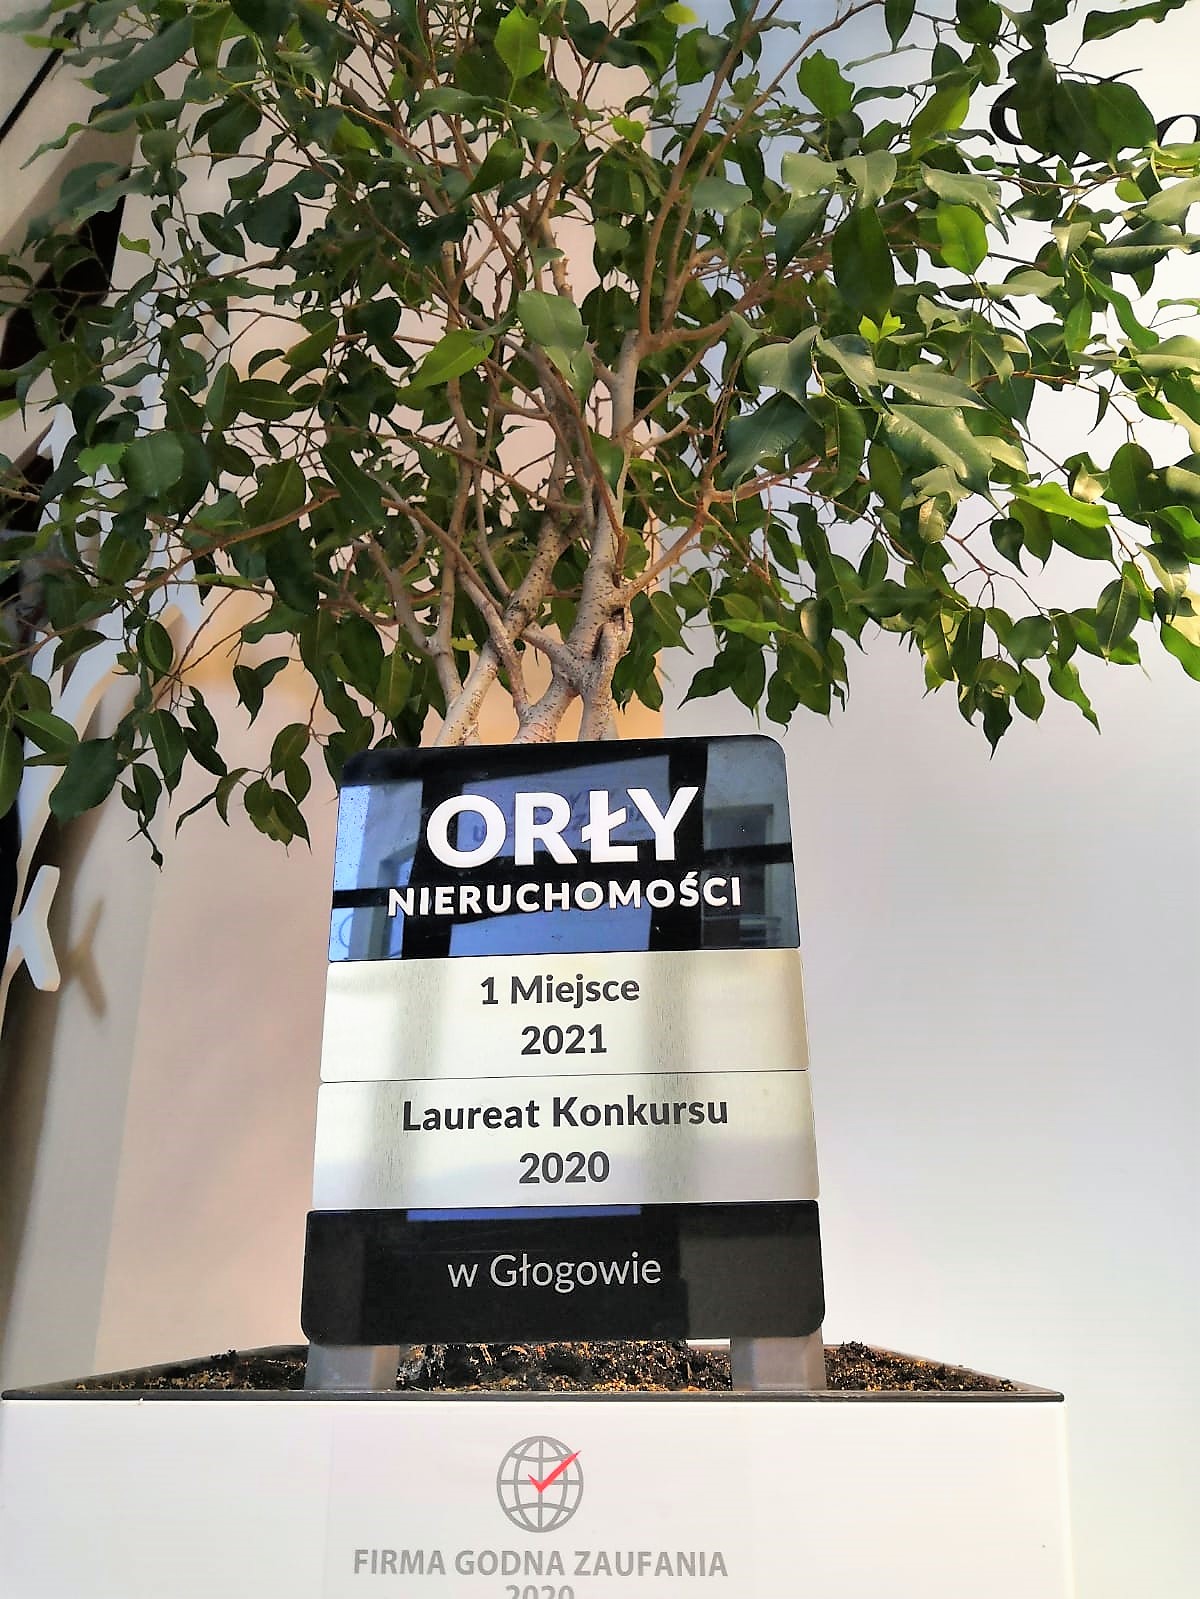 ORŁY
NIERUCHOMOŚCI
1 Miejsce
2021
Laureat Konkursu
2020
w Głogowie
FIRMA GODNA ZAUFANIA
2020